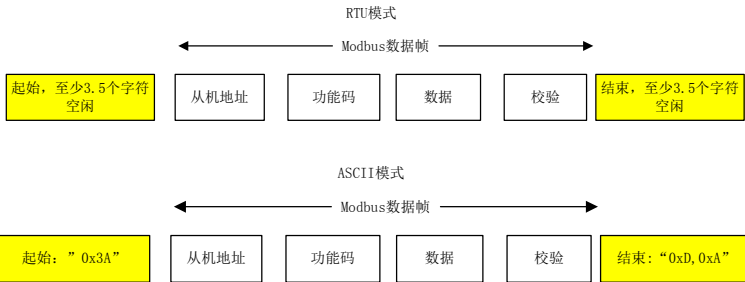 RTU模式
Modbus数据帧
起始，至少3.5个字符
空闲
从机地址
功能码
数据
校验
结束，至少3.5个字符
空闲
ASCII模式
Modbus数据帧
起始：”0x3A”
从机地址
功能码
数据
校验
结束：“0xD,0xA”